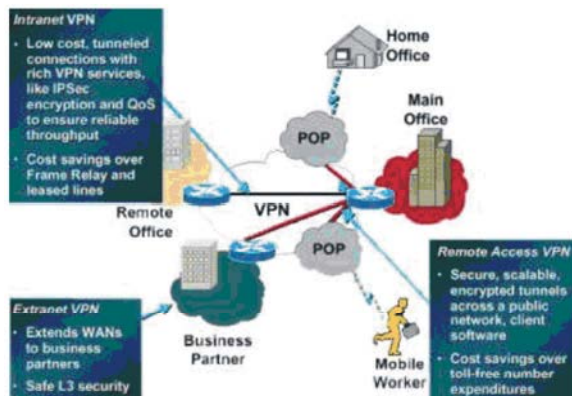 Intranet VPN
• Low cost, tunneled
connections with
rich VPN services,
like IPSec
encryption and QoS
to ensure reliable
throughput
• Cost savings over
Frame Relay and
leased lines
Home
Office
POP
Main
Office
Remote
Office
VPN
POP
Business
Partner
Mobile
Worker
Extranet VPN
• Extends WANs
to business
partners
• Safe L3 security
Remote Access VPN
• Secure, scalable,
encrypted tunnels
across a public
network, client
software
• Cost savings over
toll-free number
expenditures